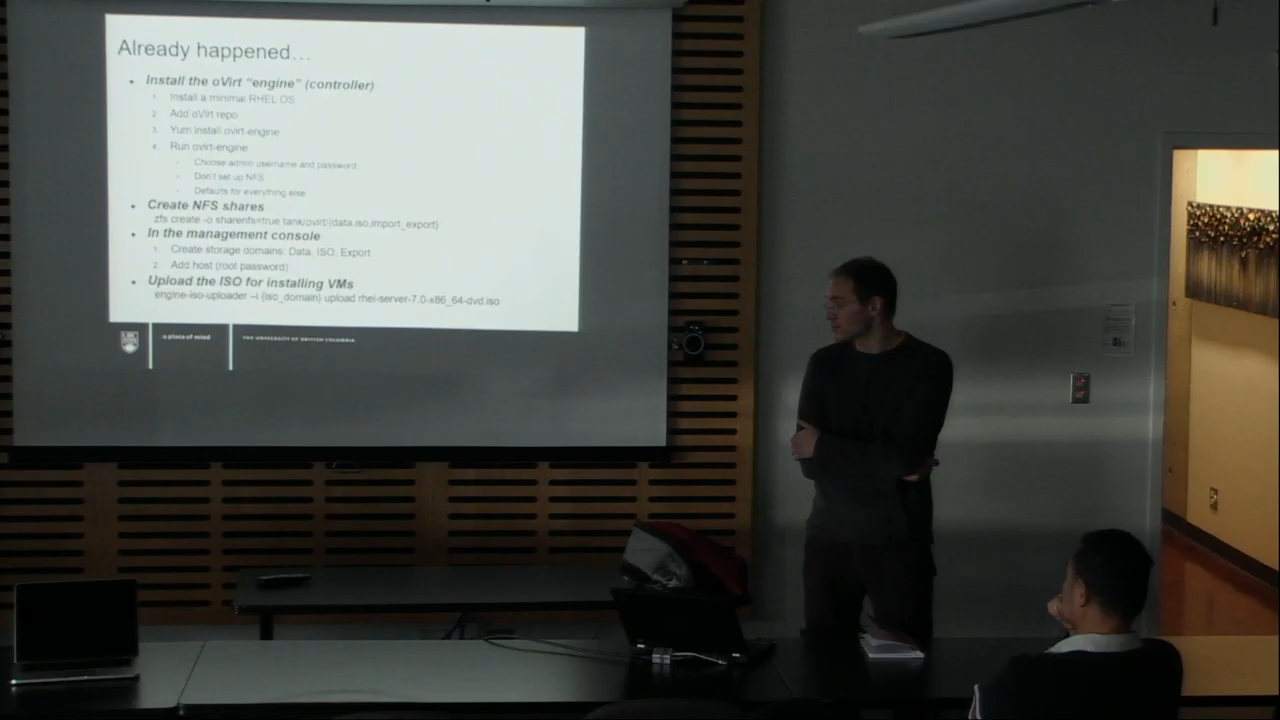 Already happened...
• Install the oVirt "engine" (controller)
1. Install a minimal RHEL OS
2. Add oVirt repo
3. Yum install ovirt-engine
4. Run ovirt-engine
• Choose admin username and password
• Don't set up NFS
• Defaults for everything else
• Create NFS shares
zfs create -o sharenfs=true tank/ovirt/{data,iso,import_export}
• In the management console
1. Create storage domains: Data, ISO, Export
2. Add host (root password)
• Upload the ISO for installing VMs
engine-iso-uploader –i {iso_domain} upload rhel-server-7.0-x86_64-dvd.iso
UBC
a place of mind
THE UNIVERSITY OF BRITISH COLUMBIA